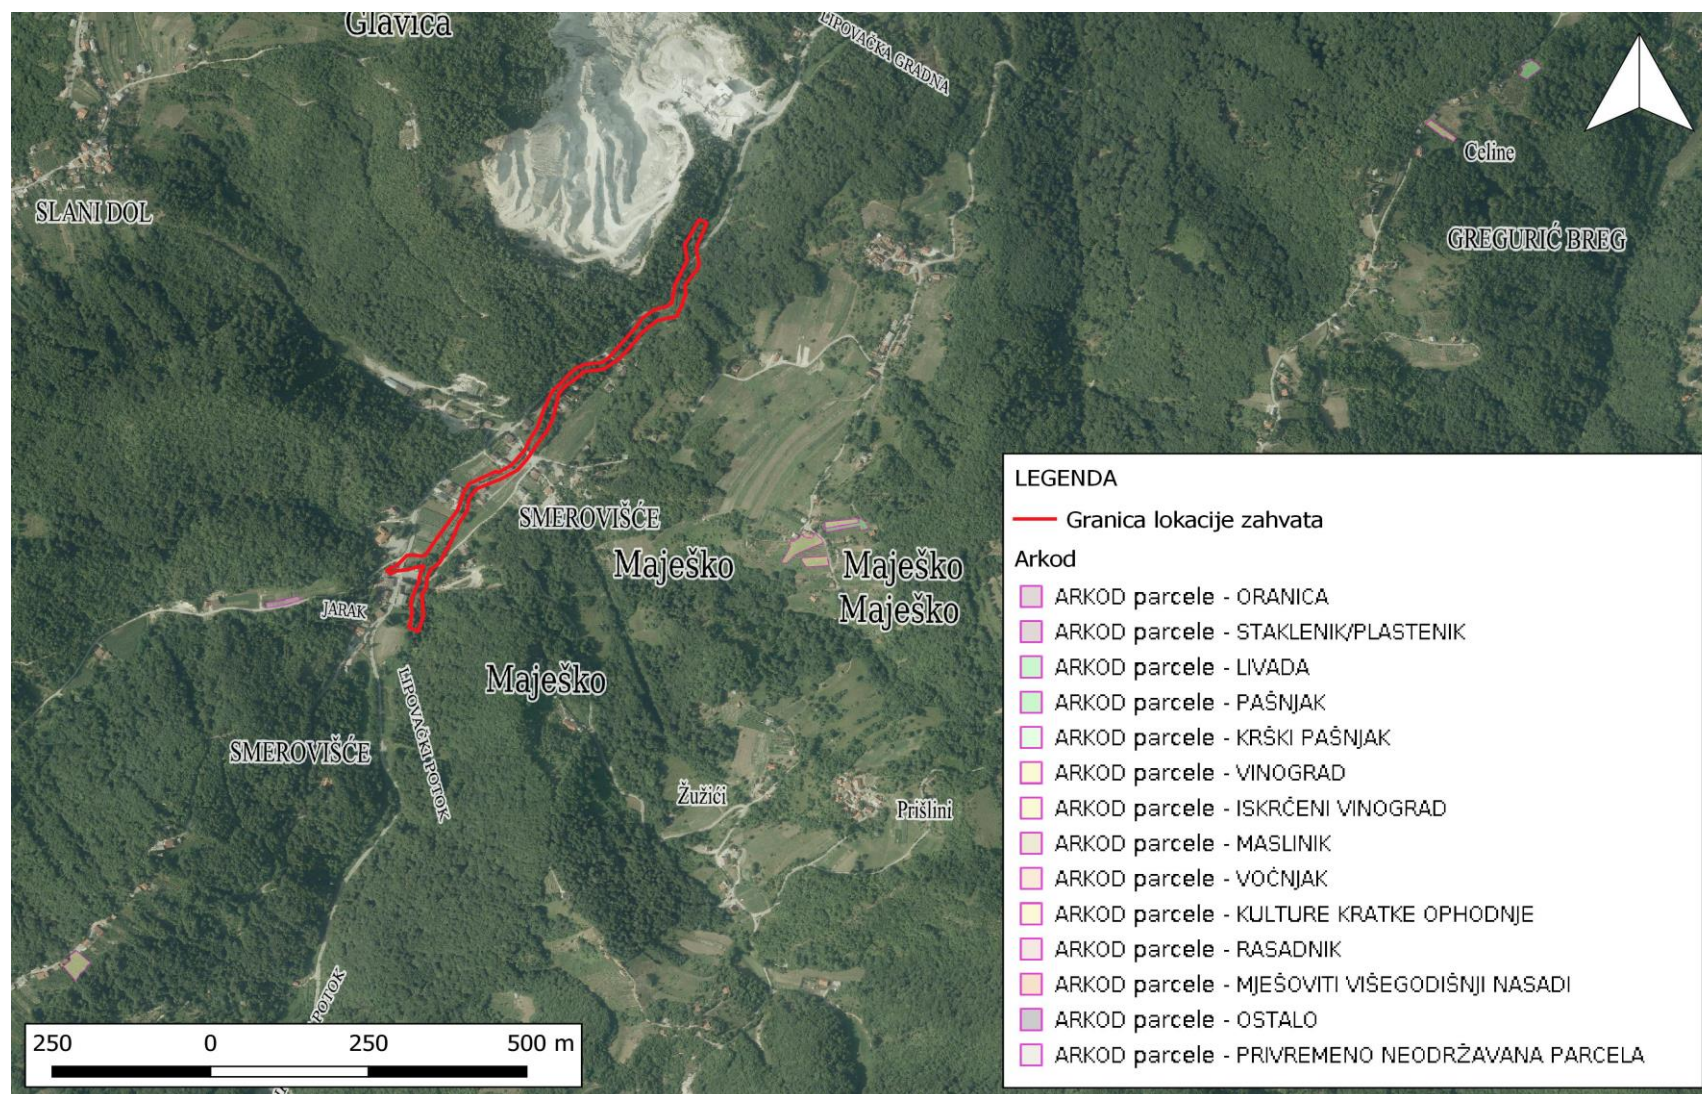 Glavica
LIPOVAČKA GRADNA
Celine
SLANI DOL
GREGURIĆ BREG
SMEROVIŠĆE
Maješko
Maješko
Maješko
JARAK
Maješko
LIPOVAČKI POTOK
SMEROVIŠĆE
Žužići
Prišlini
POTOK
250 0 250 500 m
LEGENDA
Granica lokacije zahvata
Arkod
ARKOD parcele - ORANICA
ARKOD parcele - STAKLENIK/PLASTENIK
ARKOD parcele - LIVADA
ARKOD parcele - PAŠNJAK
ARKOD parcele - KRŠKI PAŠNJAK
ARKOD parcele - VINOGRAD
ARKOD parcele - ISKRČENI VINOGRAD
ARKOD parcele - MASLINIK
ARKOD parcele - VOĆNJAK
ARKOD parcele - KULTURE KRATKE OPHODNJE
ARKOD parcele - RASADNIK
ARKOD parcele - MJEŠOVITI VIŠEGODIŠNJI NASADI
ARKOD parcele - OSTALO
ARKOD parcele - PRIVREMENO NEODRŽAVANA PARCELA